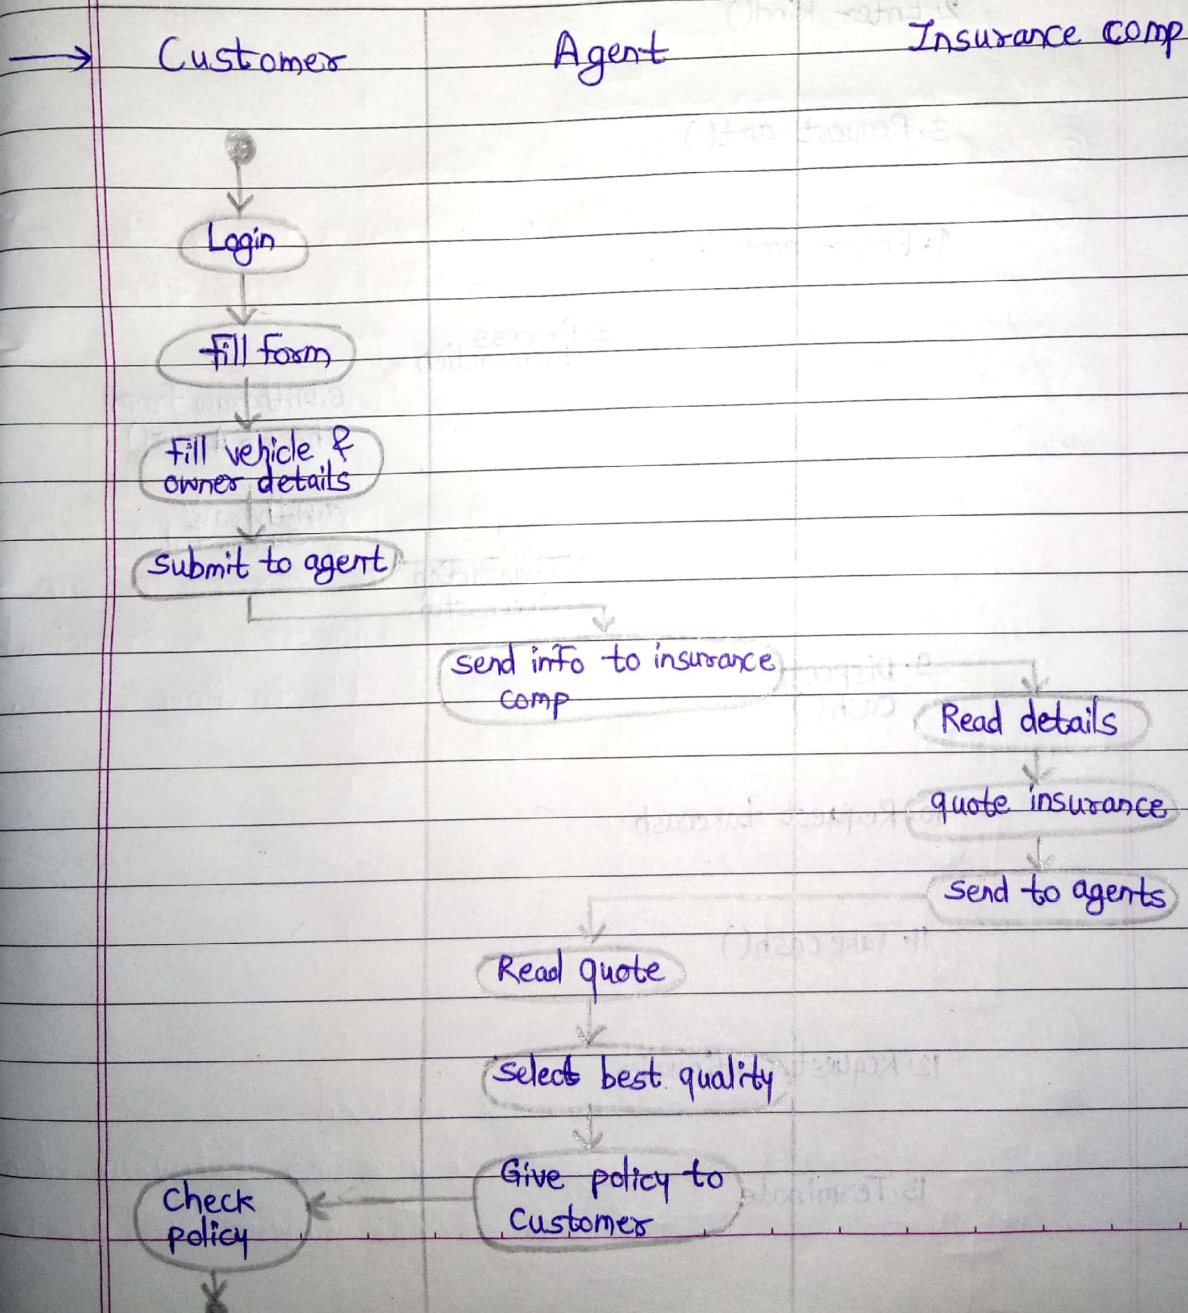 Customer Agent Insurance comp
Login
fill form
fill vehicle &
owner details
submit to agent
send info to insurance
comp
Read details
quote insurance
send to agents
Read quote
select best quality
Give policy to
customer
check
policy